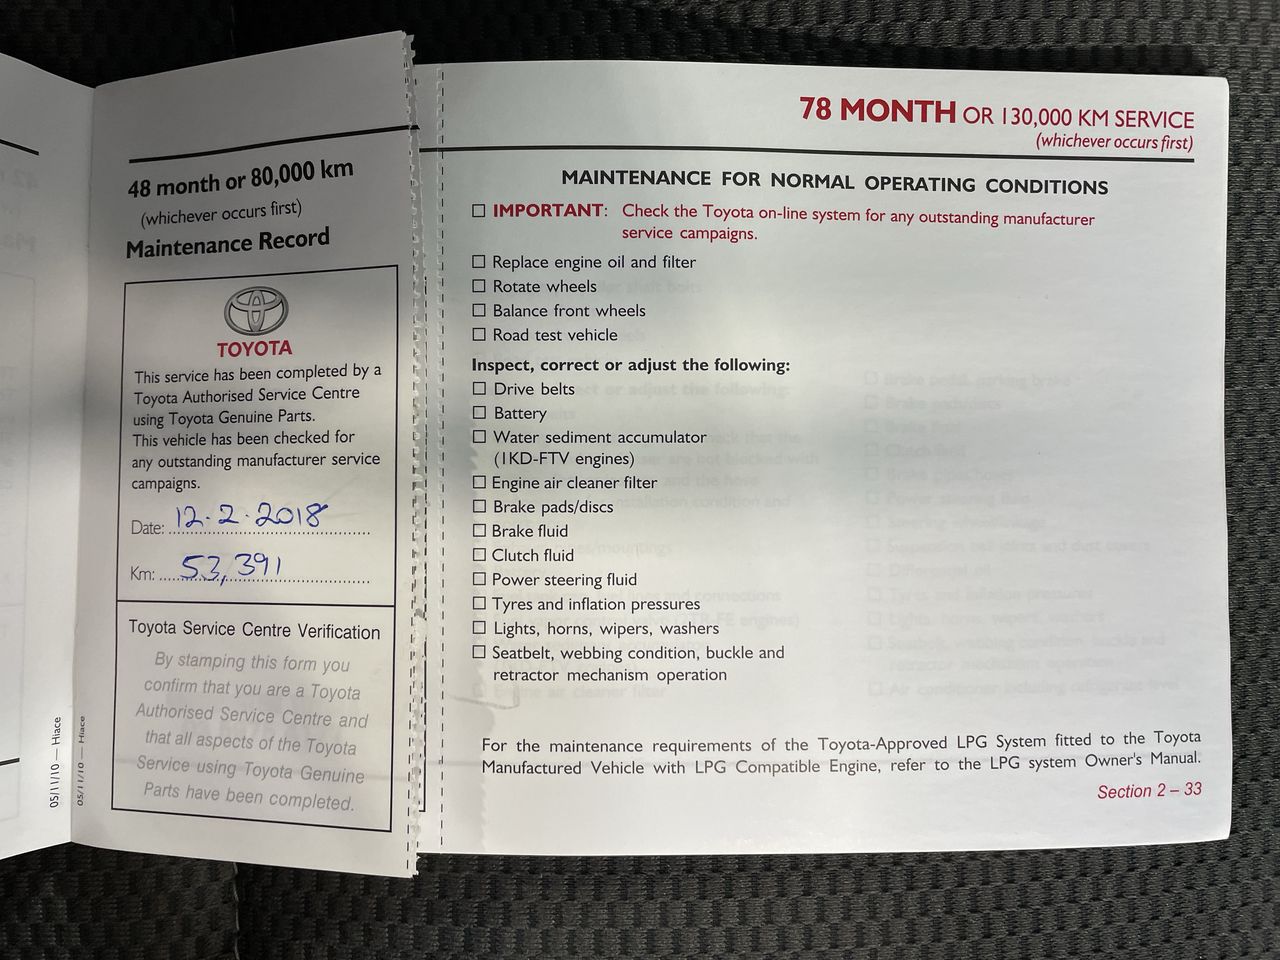 48 month or 80,000 km
(whichever occurs first)
Maintenance Record
TOYOTA
This service has been completed by a
Toyota Authorised Service Centre
using Toyota Genuine Parts.
This vehicle has been checked for
any outstanding manufacturer service
campaigns.
Date: 12.2.2018
Km: 53,391
Toyota Service Centre Verification
By stamping this form you
confirm that you are a Toyota
Authorised Service Centre and
that all aspects of the Toyota
Service using Toyota Genuine
Parts have been completed.
05/11/10 — Hiace
05/11/10 — Hiace
78 MONTH OR 130,000 KM SERVICE
(whichever occurs first)
MAINTENANCE FOR NORMAL OPERATING CONDITIONS
☐ IMPORTANT: Check the Toyota on-line system for any outstanding manufacturer
service campaigns.
☐ Replace engine oil and filter
☐ Rotate wheels
☐ Balance front wheels
☐ Road test vehicle
Inspect, correct or adjust the following:
☐ Drive belts
☐ Battery
☐ Water sediment accumulator
(1KD-FTV engines)
☐ Engine air cleaner filter
☐ Brake pads/discs
☐ Brake fluid
☐ Clutch fluid
☐ Power steering fluid
☐ Tyres and inflation pressures
☐ Lights, horns, wipers, washers
☐ Seatbelt, webbing condition, buckle and
retractor mechanism operation
For the maintenance requirements of the Toyota-Approved LPG System fitted to the Toyota
Manufactured Vehicle with LPG Compatible Engine, refer to the LPG system Owner's Manual.
Section 2 – 33